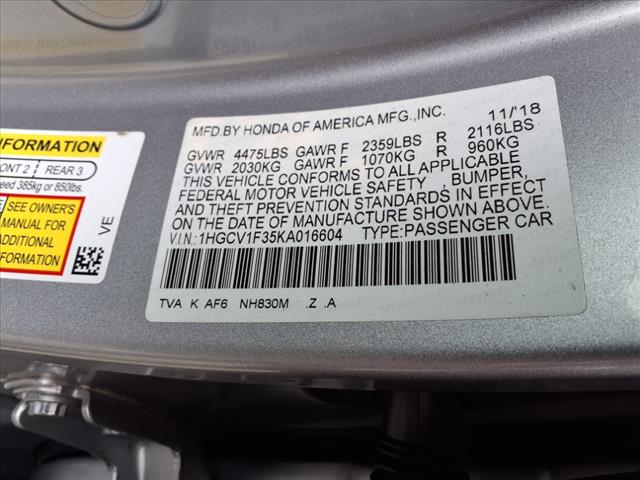 MFD.BY HONDA OF AMERICA MFG.,INC. 11/'18
GVWR 4475LBS GAWR F 2359LBS R 2116LBS
GVWR 2030KG GAWR F 1070KG R 960KG
THIS VEHICLE CONFORMS TO ALL APPLICABLE
FEDERAL MOTOR VEHICLE SAFETY , BUMPER,
AND THEFT PREVENTION STANDARDS IN EFFECT
ON THE DATE OF MANUFACTURE SHOWN ABOVE.
V.I.N.:1HGCV1F35KA016604 TYPE:PASSENGER CAR
TVA K AF6 NH830M .Z .A
INFORMATION
ONT 2 REAR 3
eed 385kg or 850lbs.
SEE OWNER'S
MANUAL FOR
ADDITIONAL
INFORMATION
VE